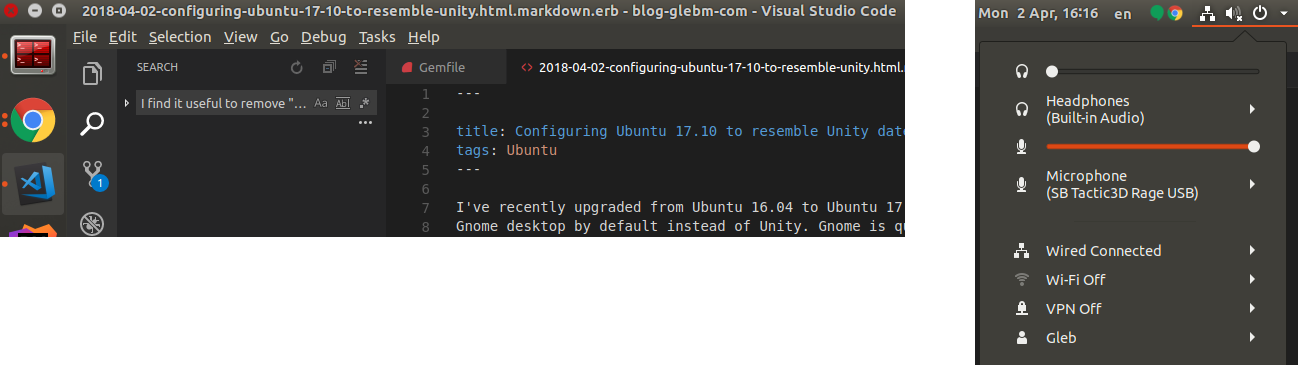 2018-04-02-configuring-ubuntu-17-10-to-resemble-unity.html.markdown.erb - blog-glebm-com - Visual Studio Code
File Edit Selection View Go Debug Tasks Help
SEARCH
I find it useful to remove "...
Aa Abl .*
1
Gemfile
2018-04-02-configuring-ubuntu-17-10-to-resemble-unity.html.
1 ---
2
3 title: Configuring Ubuntu 17.10 to resemble Unity date
4 tags: Ubuntu
5 ---
6
7 I've recently upgraded from Ubuntu 16.04 to Ubuntu 17
8 Gnome desktop by default instead of Unity. Gnome is qu
Mon 2 Apr, 16:16 en
Headphones
(Built-in Audio)
Microphone
(SB Tactic3D Rage USB)
Wired Connected
Wi-Fi Off
VPN Off
Gleb